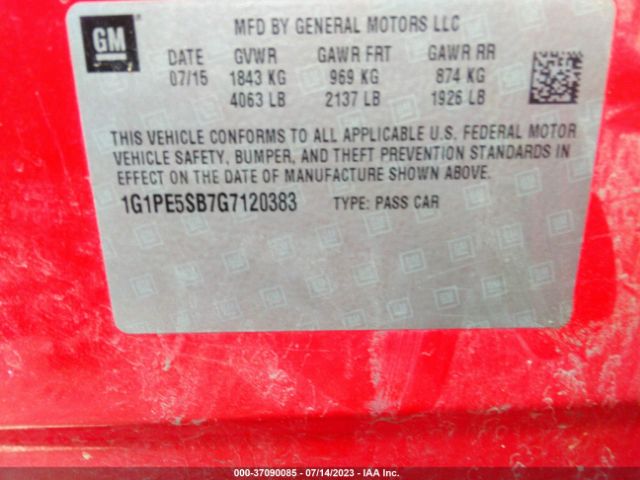 GM
MFD BY GENERAL MOTORS LLC
DATE GVWR GAWR FRT GAWR RR
07/15 1843 KG 969 KG 874 KG
4063 LB 2137 LB 1926 LB
THIS VEHICLE CONFORMS TO ALL APPLICABLE U.S. FEDERAL MOTOR
VEHICLE SAFETY, BUMPER, AND THEFT PREVENTION STANDARDS IN
EFFECT ON THE DATE OF MANUFACTURE SHOWN ABOVE.
1G1PE5SB7G7120383 TYPE: PASS CAR
000-37090085 - 07/14/2023 - IAA Inc.